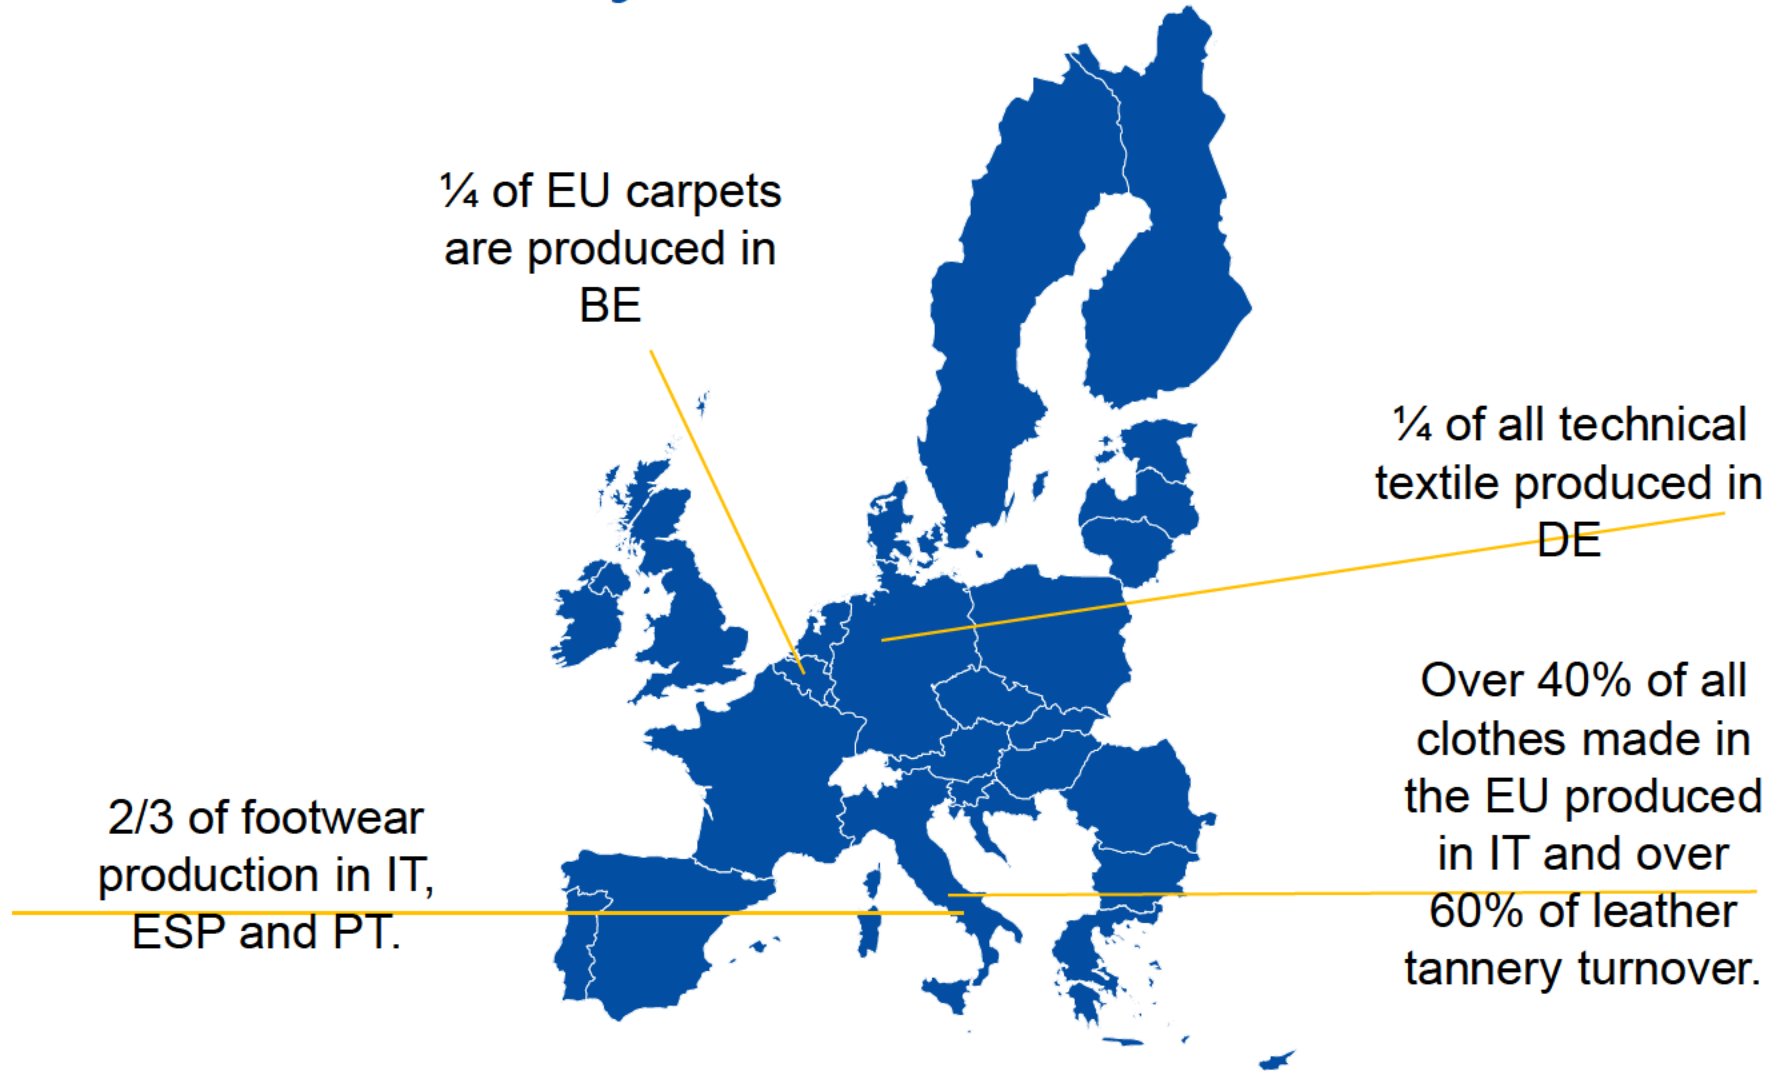 ¼ of EU carpets
are produced in
BE
¼ of all technical
textile produced in
DE
Over 40% of all
clothes made in
the EU produced
in IT and over
60% of leather
tannery turnover.
2/3 of footwear
production in IT,
ESP and PT.